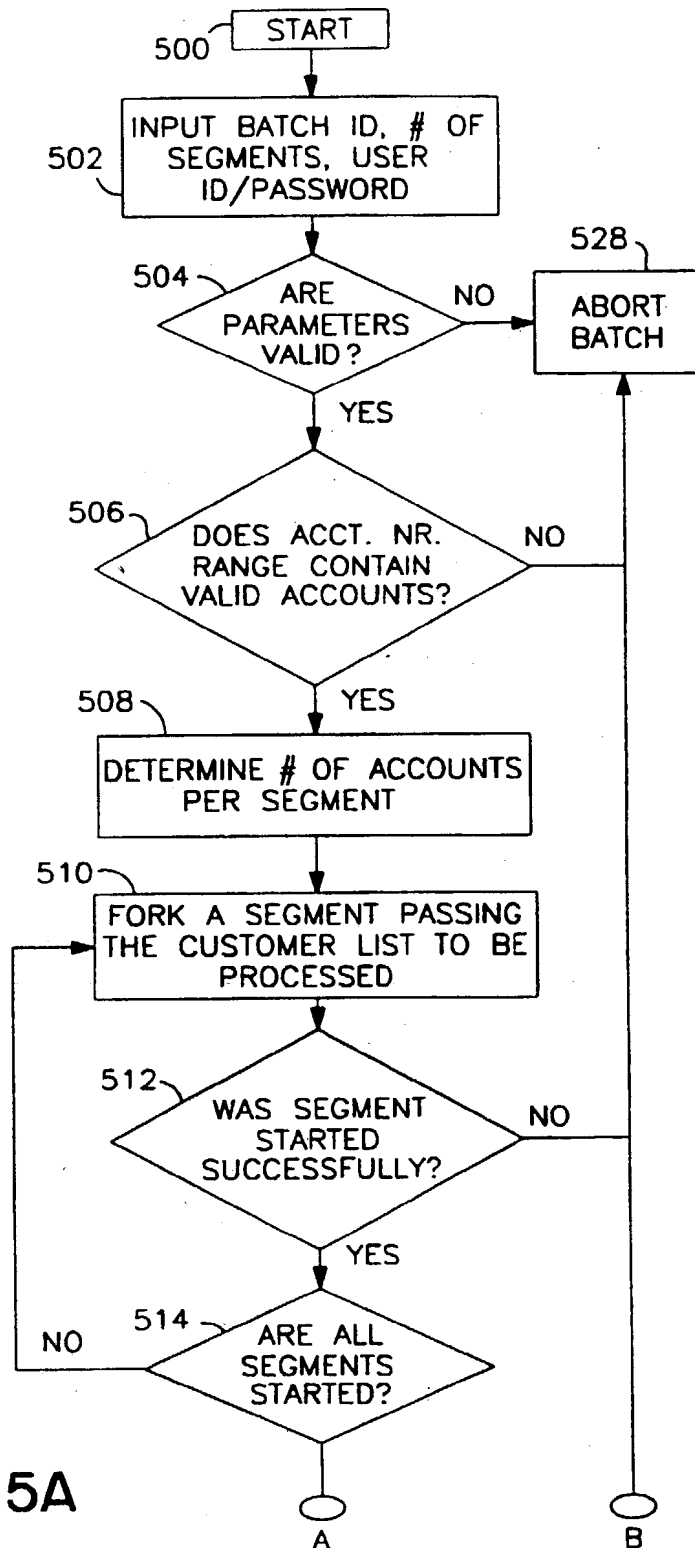 START
500
INPUT BATCH ID, # OF
SEGMENTS, USER
ID/PASSWORD
502
528
504
ARE
PARAMETERS
VALID?
NO
ABORT
BATCH
YES
506
DOES ACCT. NR.
RANGE CONTAIN
VALID ACCOUNTS?
NO
YES
508
DETERMINE # OF ACCOUNTS
PER SEGMENT
510
FORK A SEGMENT PASSING
THE CUSTOMER LIST TO BE
PROCESSED
512
WAS SEGMENT
STARTED
SUCCESSFULLY?
NO
YES
514
NO
ARE ALL
SEGMENTS
STARTED?
5A
A
B